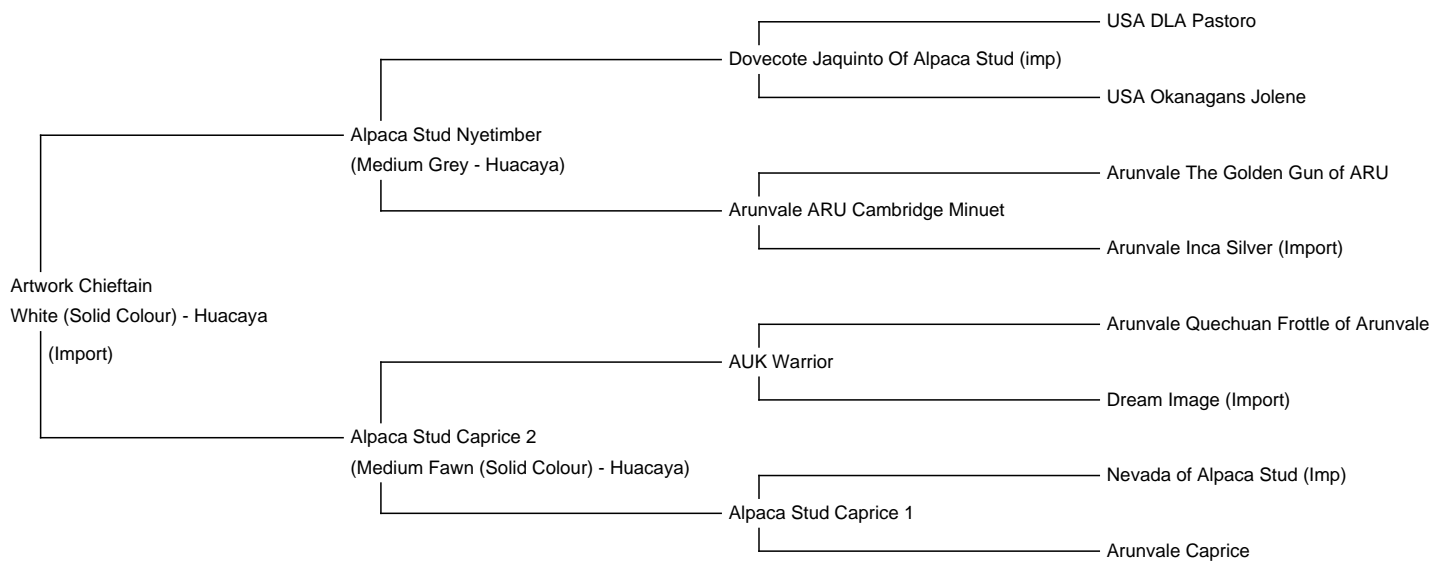 USA DLA Pastoro
Dovecote Jaquinto Of Alpaca Stud (imp)
USA Okanagans Jolene
Alpaca Stud Nyetimber
(Medium Grey - Huacaya)
Arunvale The Golden Gun of ARU
Arunvale ARU Cambridge Minuet
Arunvale Inca Silver (Import)
Artwork Chieftain
White (Solid Colour) - Huacaya
(Import)
Arunvale Quechuan Frottle of Arunvale
AUK Warrior
Dream Image (Import)
Alpaca Stud Caprice 2
(Medium Fawn (Solid Colour) - Huacaya)
Nevada of Alpaca Stud (Imp)
Alpaca Stud Caprice 1
Arunvale Caprice